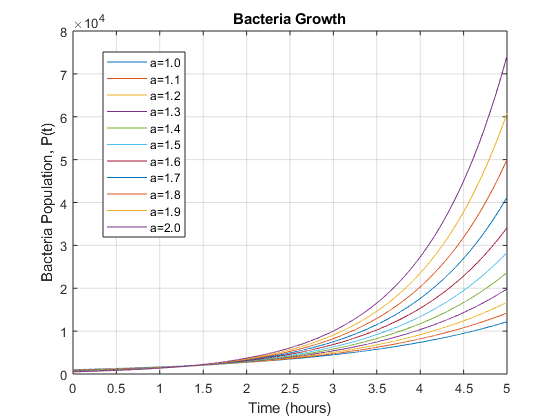 Bacteria Growth
×10⁴
8
7
6
5
4
3
2
1
0
Bacteria Population, P(t)
a=1.0
a=1.1
a=1.2
a=1.3
a=1.4
a=1.5
a=1.6
a=1.7
a=1.8
a=1.9
a=2.0
0 0.5 1 1.5 2 2.5 3 3.5 4 4.5 5
Time (hours)